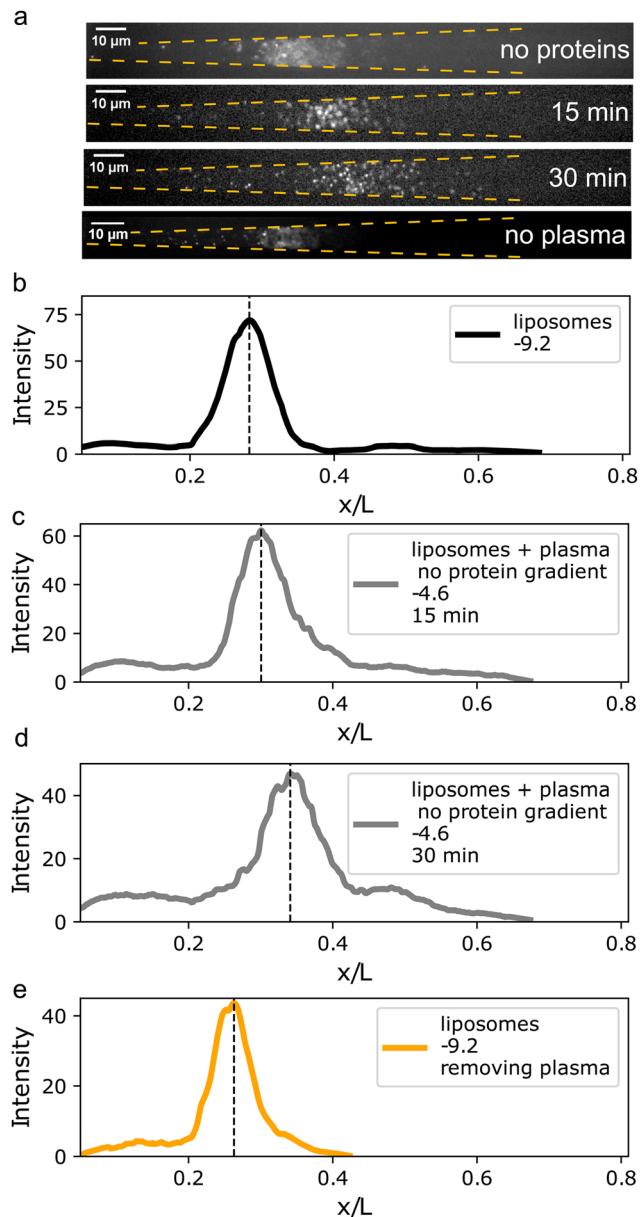 a
10 μm
no proteins
10 μm
15 min
10 μm
30 min
10 μm
no plasma
b
75
50
25
0
Intensity
liposomes
-9.2
0.2
0.4
0.6
0.8
x/L
c
60
40
20
0
Intensity
liposomes + plasma
no protein gradient
-4.6
15 min
0.2
0.4
0.6
0.8
x/L
d
40
20
0
Intensity
liposomes + plasma
no protein gradient
-4.6
30 min
0.2
0.4
0.6
0.8
x/L
e
40
20
0
Intensity
liposomes
-9.2
removing plasma
0.2
0.4
0.6
0.8
x/L